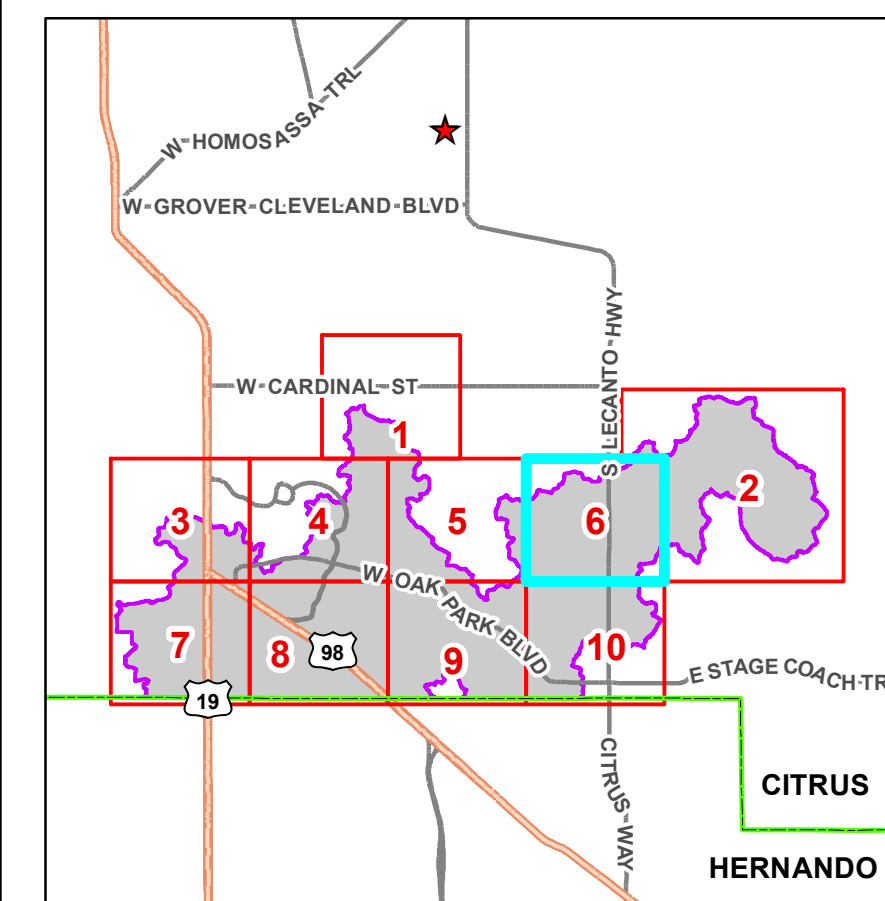 W HOMOSASSA TRL
W GROVER CLEVELAND BLVD
S LECANTO HWY
W CARDINAL ST
1
2
3
4
5
6
W OAK PARK BLVD
7
8
98
9
10
E STAGE COACH TR
19
CITRUS WAY
CITRUS
HERNANDO